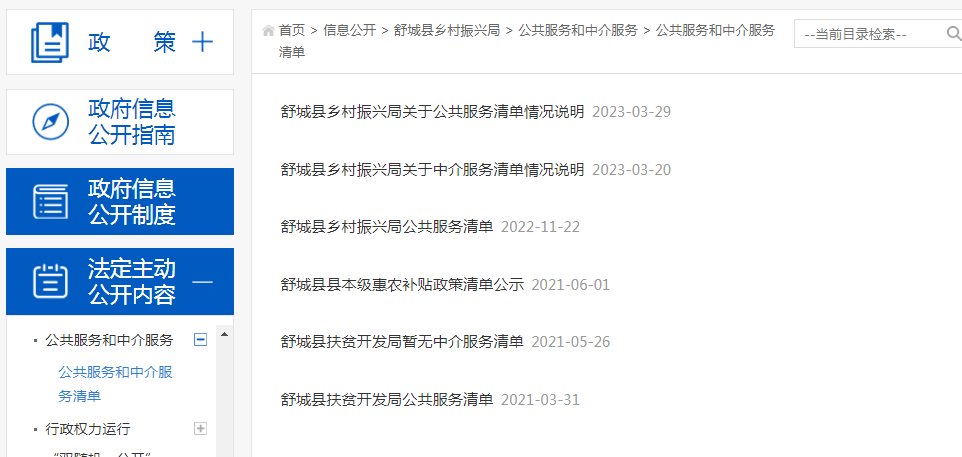 政 策
政府信息
公开指南
政府信息
公开制度
法定主动
公开内容
公共服务和中介服务
公共服务和中介服
务清单
行政权力运行
首页 > 信息公开 > 舒城县乡村振兴局 > 公共服务和中介服务 > 公共服务和中介服务
清单
--当前目录检索--
舒城县乡村振兴局关于公共服务清单情况说明 2023-03-29
舒城县乡村振兴局关于中介服务清单情况说明 2023-03-20
舒城县乡村振兴局公共服务清单 2022-11-22
舒城县县本级惠农补贴政策清单公示 2021-06-01
舒城县扶贫开发局暂无中介服务清单 2021-05-26
舒城县扶贫开发局公共服务清单 2021-03-31